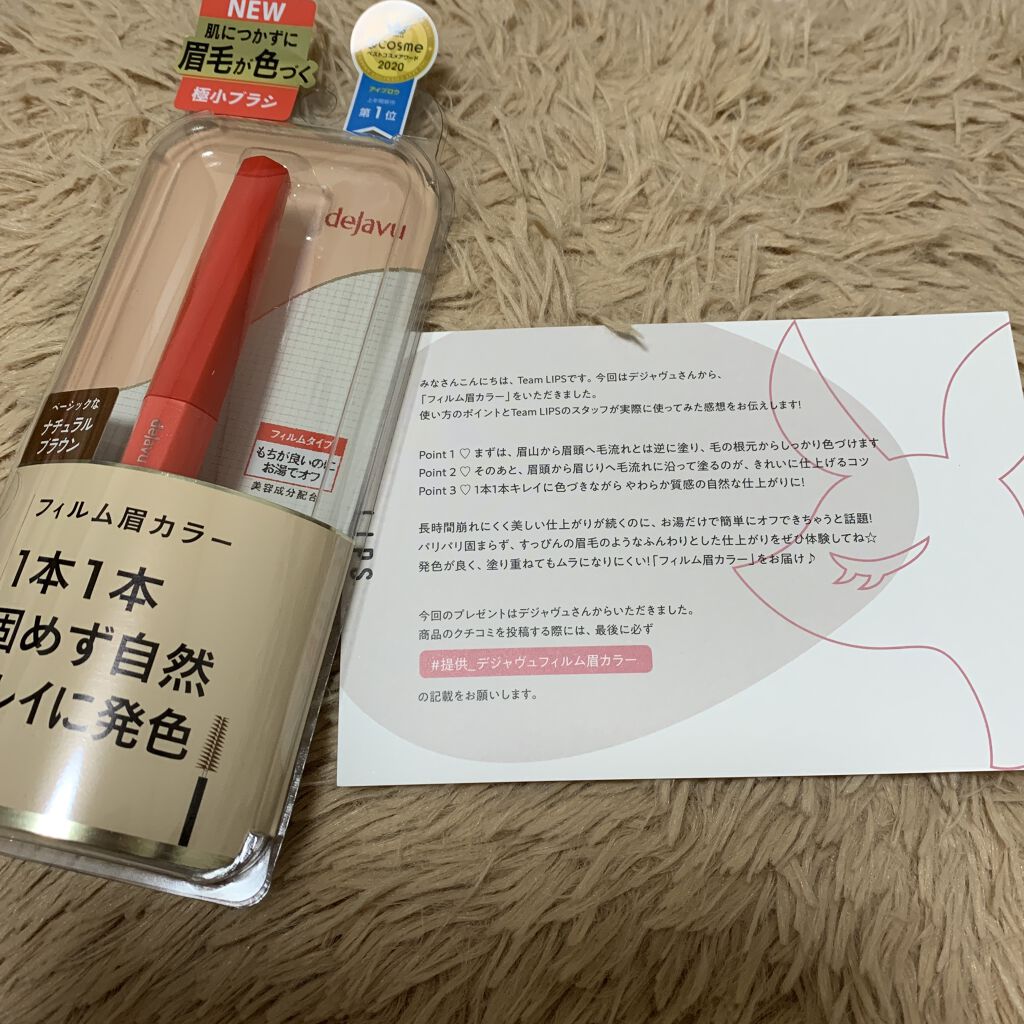 NEW
肌につかずに
眉毛が色づく
極小ブラシ
@cosme
ベストコスメアワード
2020
アイブロウ
第1位
dejavu
dejavu
ベーシックな
ナチュラル
ブラウン
フィルムタイプ
もちが良いのに
お湯でオフ
美容成分配合
フィルム眉カラー
1本1本
固めず自然
レイに発色
LIPS
みなさんこんにちは、Team LIPSです。今回はデジャヴュさんから、
「フィルム眉カラー」をいただきました。
使い方のポイントとTeam LIPSのスタッフが実際に使ってみた感想をお伝えします!
Point 1 ♡ まずは、眉山から眉頭へ毛流れとは逆に塗り、毛の根元からしっかり色づけます
Point 2 ♡ そのあと、眉頭から眉じりへ毛流れに沿って塗るのが、きれいに仕上げるコツ
Point 3 ♡ 1本1本キレイに色づきながら やわらか質感の自然な仕上がりに!
長時間崩れにくく美しい仕上がりが続くのに、お湯だけで簡単にオフできちゃうと話題!
パリパリ固まらず、すっぴんの眉毛のようなふんわりとした仕上がりをぜひ体験してね☆
発色が良く、塗り重ねてもムラになりにくい!「フィルム眉カラー」をお届け♪
今回のプレゼントはデジャヴュさんからいただきました。
商品のクチコミを投稿する際には、最後に必ず
#提供_デジャヴュフィルム眉カラー
の記載をお願いします。